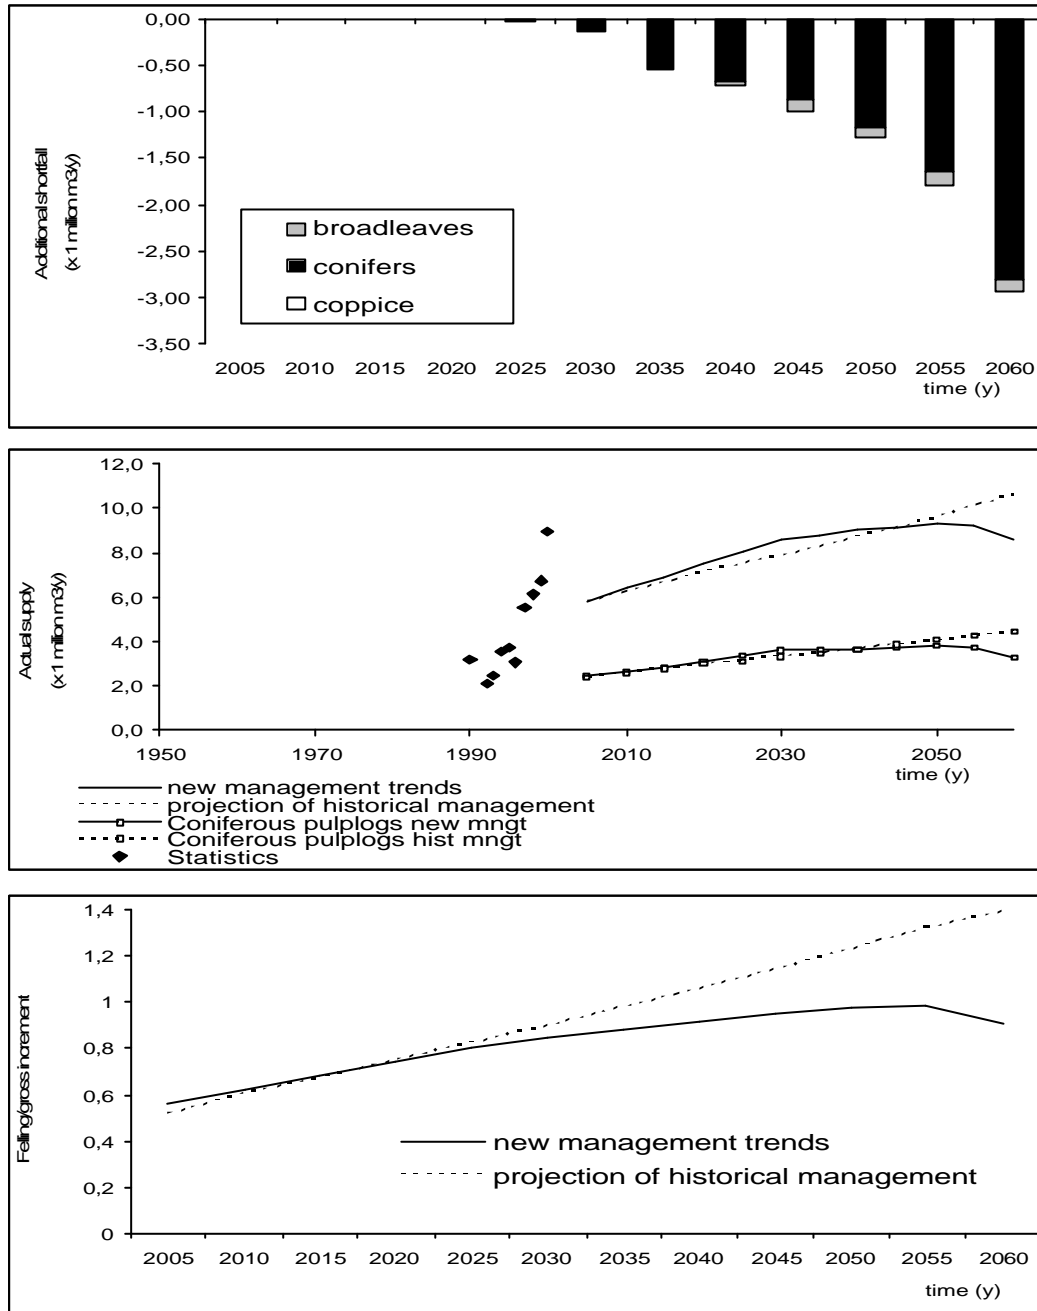 0,00
-0,50
-1,00
-1,50
-2,00
-2,50
-3,00
-3,50
Additional shortfall
(x 1 million m3/y)
broadleaves
conifers
coppice
2005 2010 2015 2020 2025 2030 2035 2040 2045 2050 2055 2060
time (y)
12,0
10,0
8,0
6,0
4,0
2,0
0,0
Actual supply
(x 1 million m3/y)
1950 1970 1990 2010 2030 2050
time (y)
new management trends
projection of historical management
Coniferous pulplogs new mngt
Coniferous pulplogs hist mngt
Statistics
1,4
1,2
1
0,8
0,6
0,4
0,2
0
Felling/gross increment
new management trends
projection of historical management
2005 2010 2015 2020 2025 2030 2035 2040 2045 2050 2055 2060
time (y)